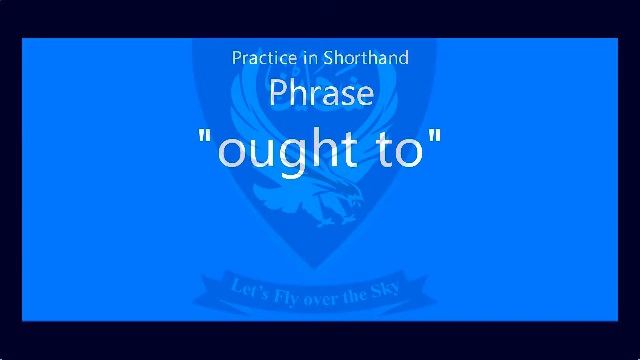 Practice in Shorthand
Phrase
"ought to"
Let's Fly over the Sky